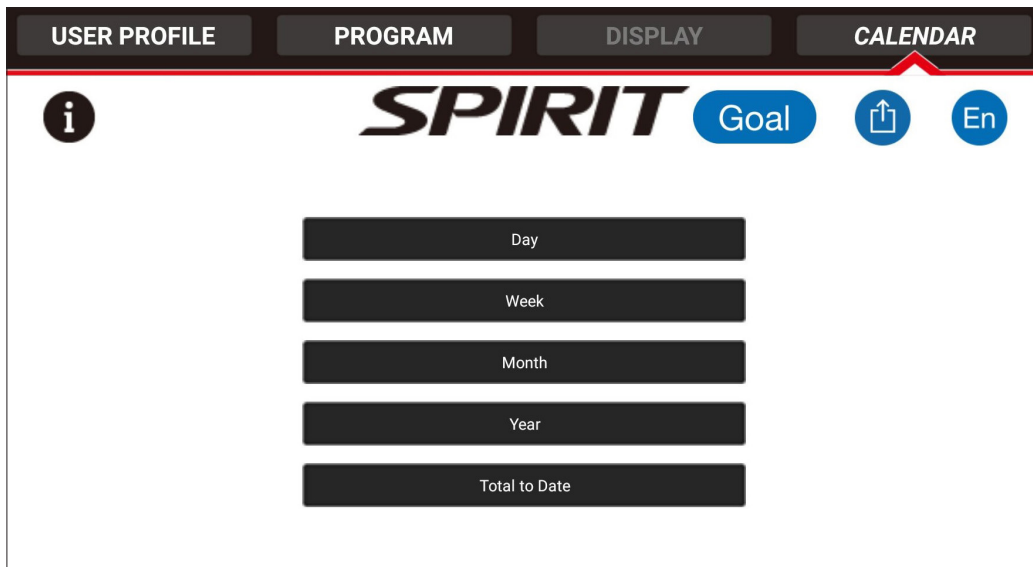 USER PROFILE PROGRAM DISPLAY CALENDAR
i SPIRIT Goal En
Day
Week
Month
Year
Total to Date